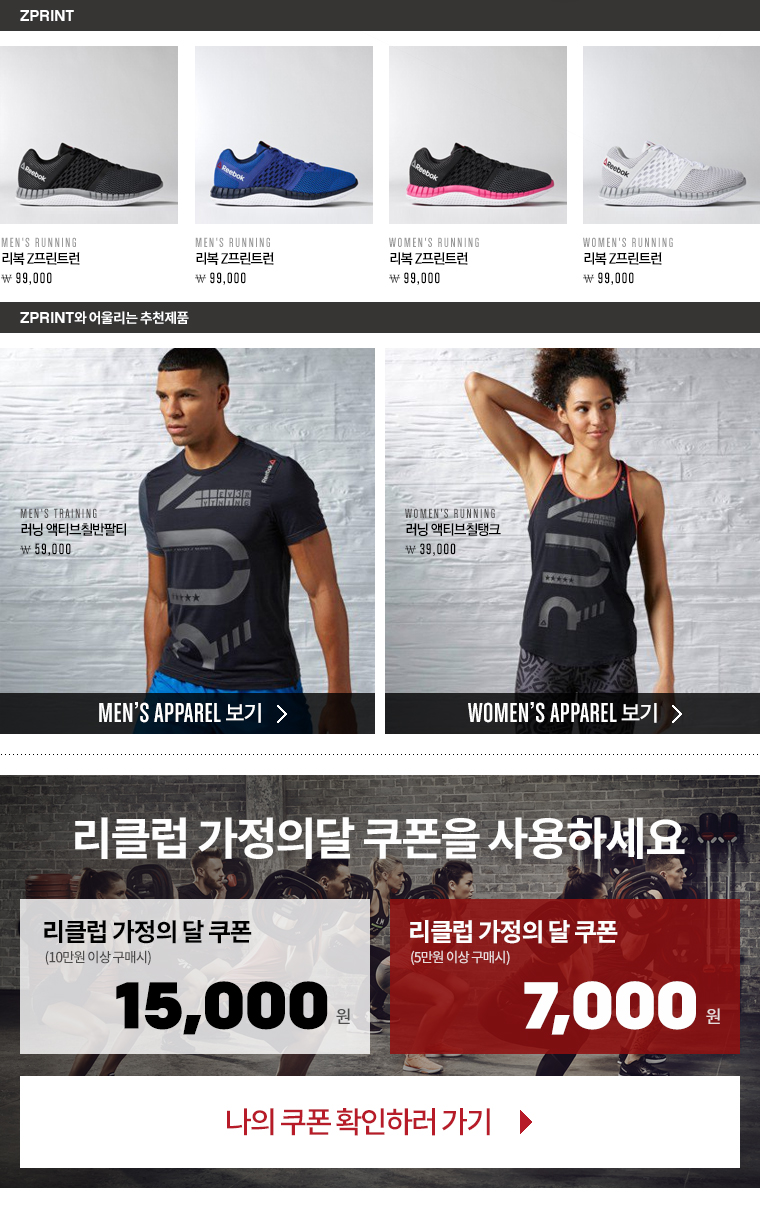 ZPRINT
Reebok
Reebok
Reebok
Reebok
MEN'S RUNNING
리복 Z프린트런
₩ 99,000
MEN'S RUNNING
리복 Z프린트런
₩ 99,000
WOMEN'S RUNNING
리복 Z프린트런
₩ 99,000
WOMEN'S RUNNING
리복 Z프린트런
₩ 99,000
ZPRINT와 어울리는 추천제품
Reebok
MEN'S TRAINING
러닝 액티브칠반팔티
₩ 59,000
RUN
MEN'S APPAREL 보기
WOMEN'S RUNNING
러닝 액티브칠탱크
₩ 39,000
RUN
WOMEN'S APPAREL 보기
리클럽 가정의달 쿠폰을 사용하세요
리클럽 가정의 달 쿠폰
(10만원 이상 구매시)
15,000 원
리클럽 가정의 달 쿠폰
(5만원 이상 구매시)
7,000 원
나의 쿠폰 확인하러 가기